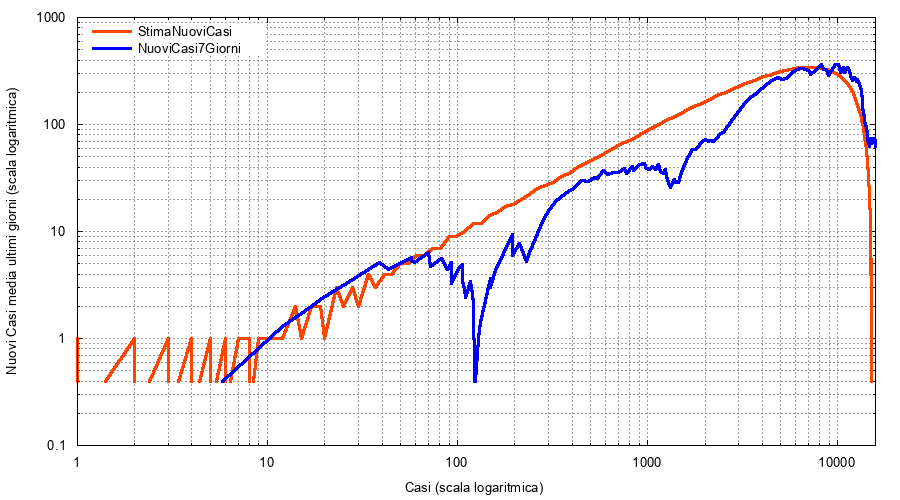 1000
StimaNuoviCasi
NuoviCasi7Giorni
100
10
1
0.1
Nuovi Casi media ultimi giorni (scala logaritmica)
1 10 100 1000 10000
Casi (scala logaritmica)